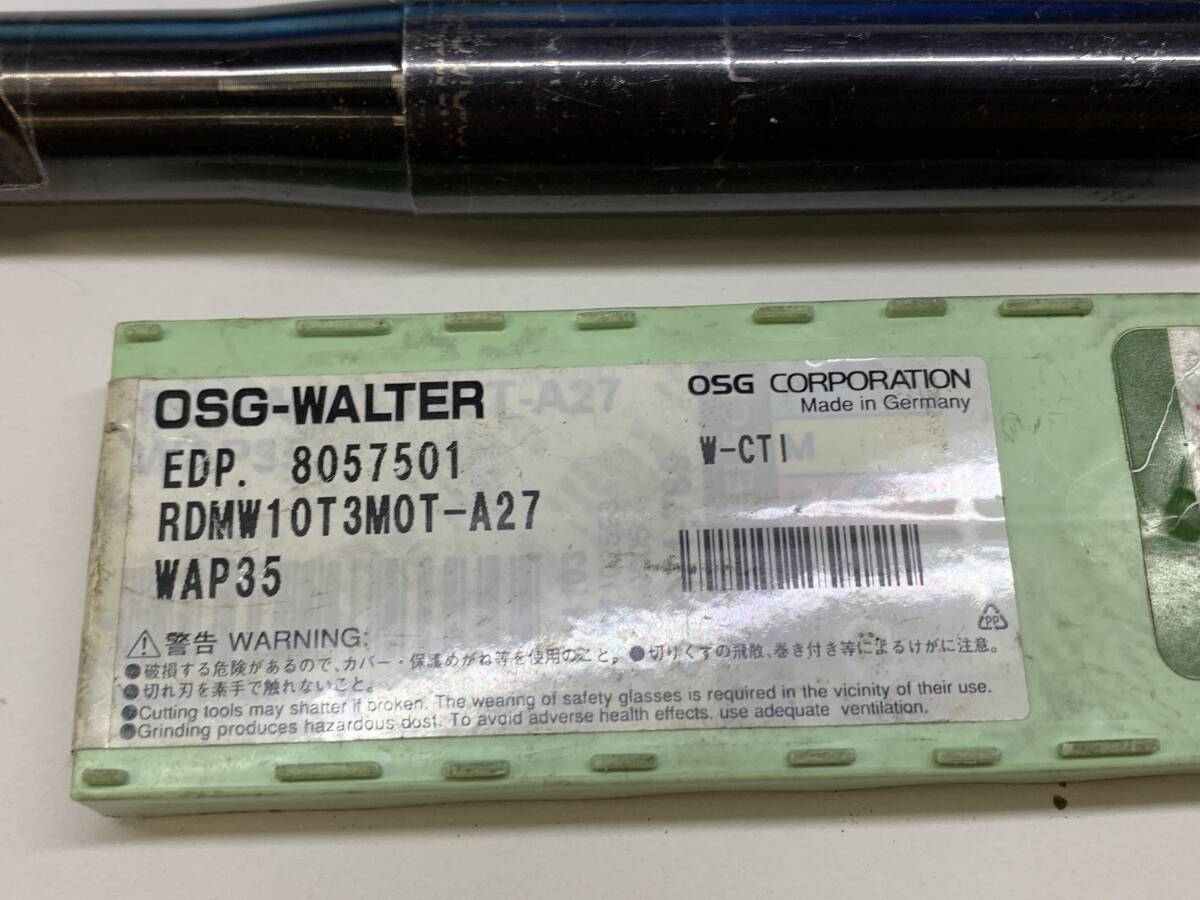 OSG-WALTER
OSG CORPORATION
Made in Germany
EDP. 8057501
W-CTI
RDMW10T3M0T-A27
WAP35
PP
⚠警告 WARNING:
●破損する危険があるので、カバー・保護めがね等を使用のこと。●切りくずの飛散、巻き付き等によるけがに注意。
●切れ刃を素手で触れないこと。
●Cutting tools may shatter if broken. The wearing of safety glasses is required in the vicinity of their use.
●Grinding produces hazardous dust. To avoid adverse health effects. use adequate ventilation.